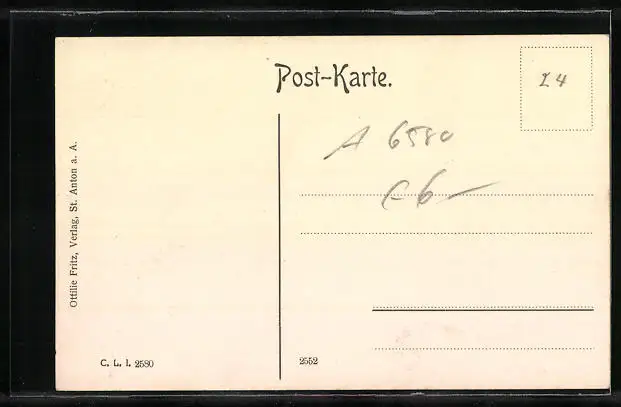 Post-Karte.
24
A 6580
€ 6-
Ottilie Fritz, Verlag, St. Anton a. A.
C. L. I. 2580
2552